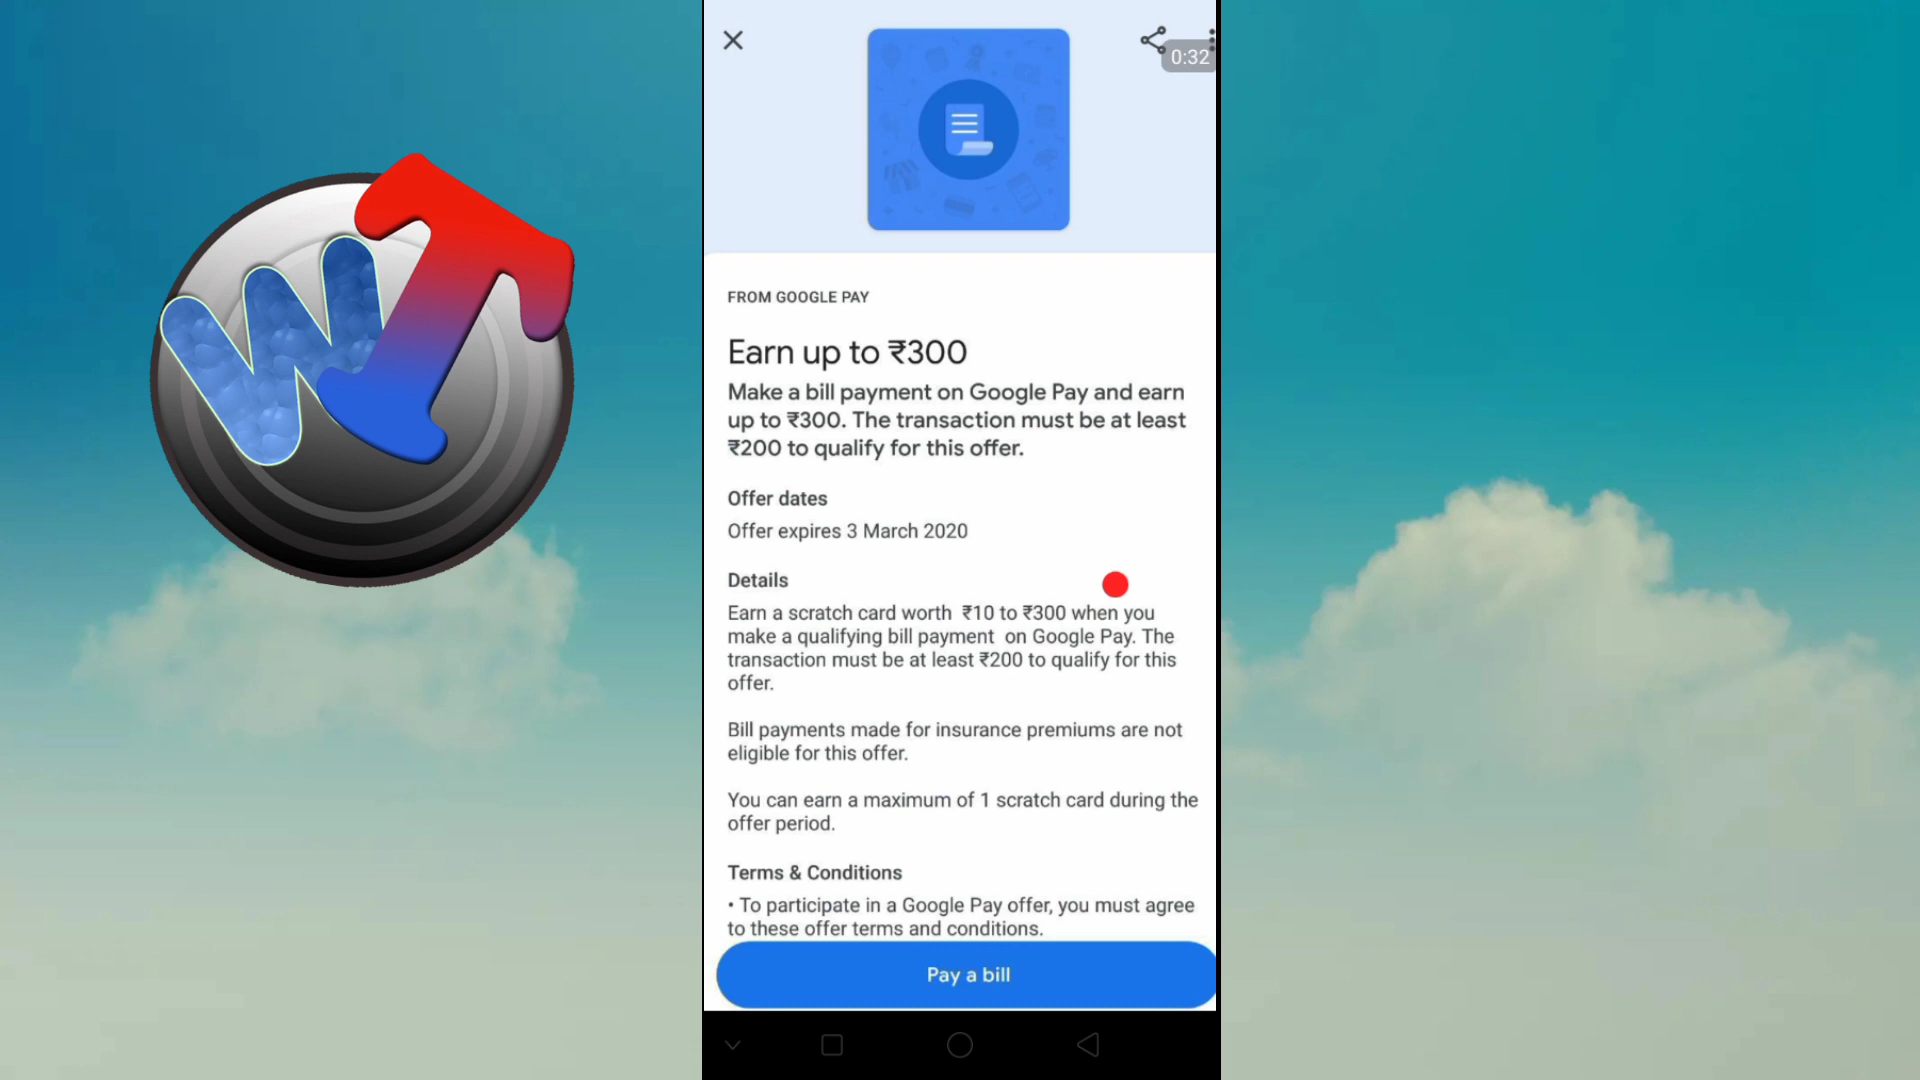 WT
0:32
FROM GOOGLE PAY
Earn up to ₹300
Make a bill payment on Google Pay and earn
up to ₹300. The transaction must be at least
₹200 to qualify for this offer.
Offer dates
Offer expires 3 March 2020
Details
Earn a scratch card worth ₹10 to ₹300 when you
make a qualifying bill payment on Google Pay. The
transaction must be at least ₹200 to qualify for this
offer.
Bill payments made for insurance premiums are not
eligible for this offer.
You can earn a maximum of 1 scratch card during the
offer period.
Terms & Conditions
• To participate in a Google Pay offer, you must agree
to these offer terms and conditions.
Pay a bill